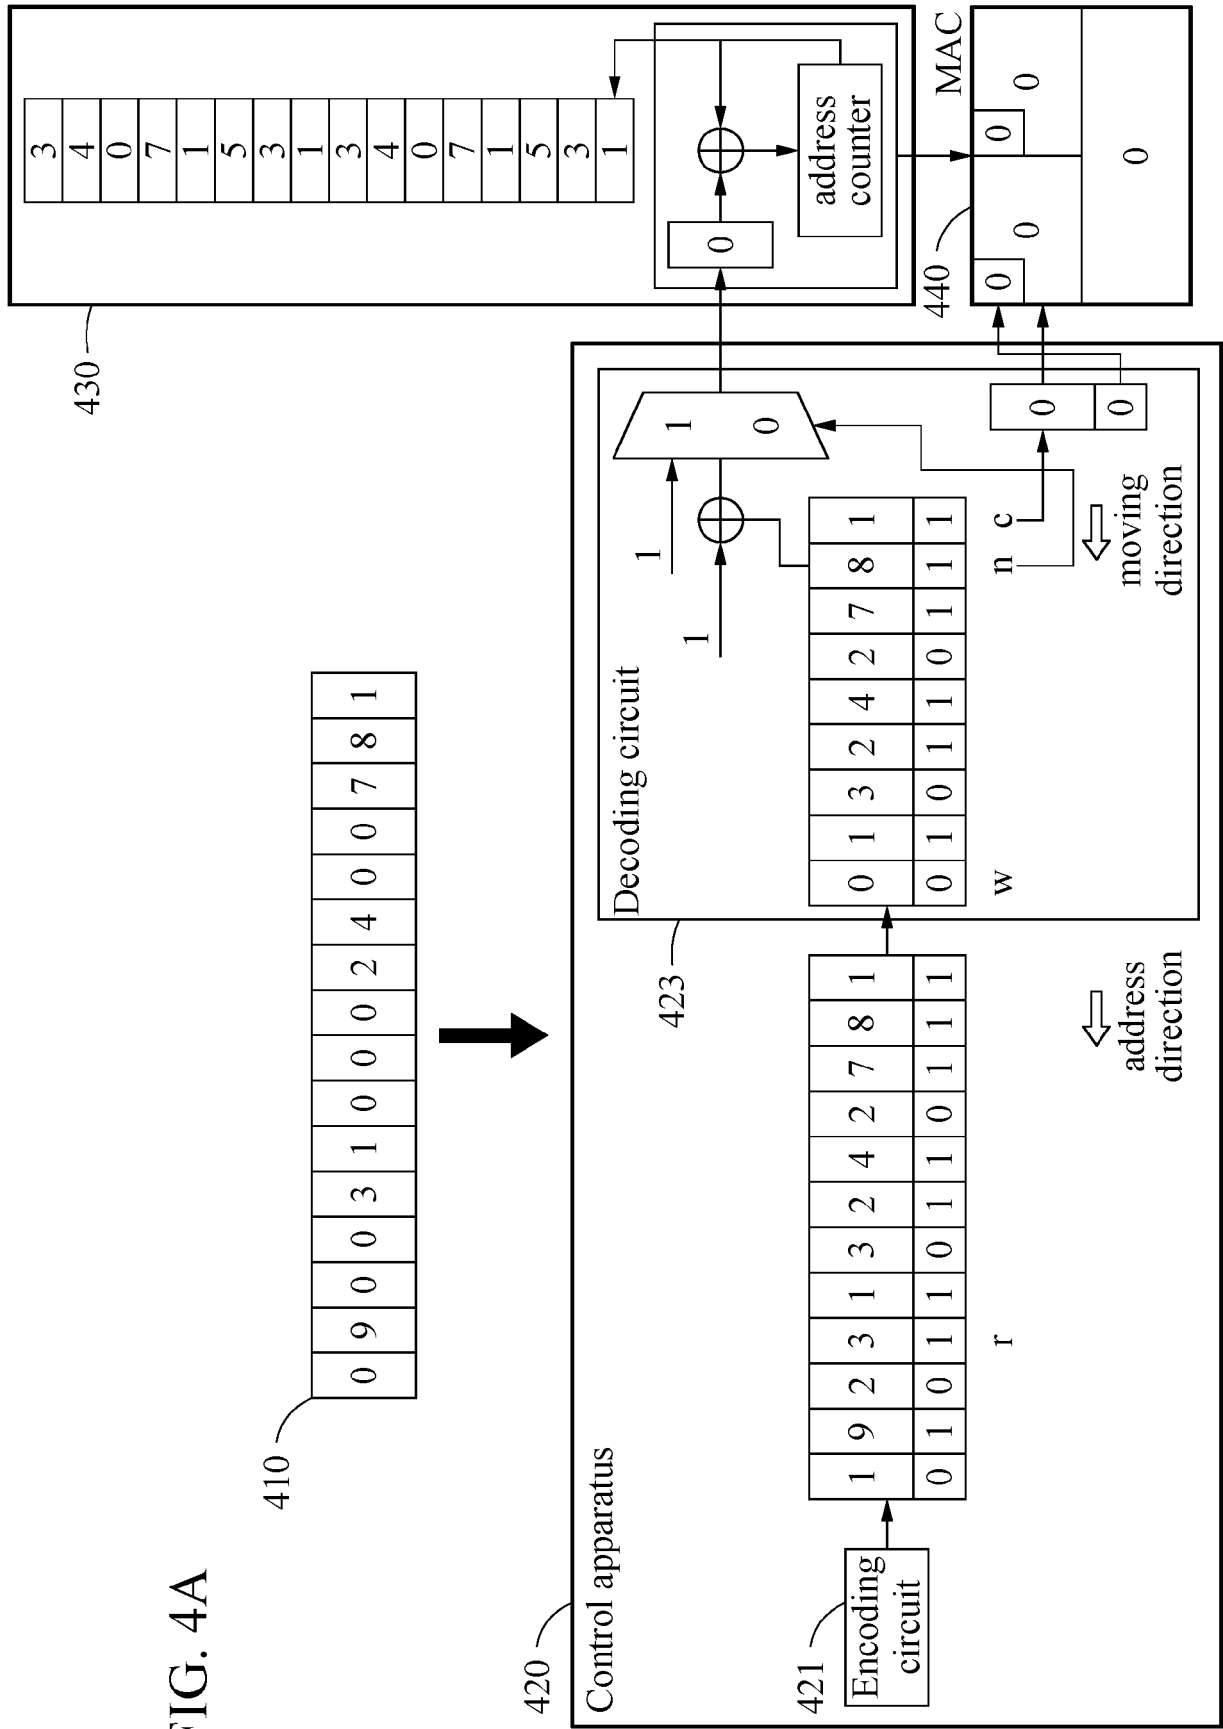 FIG. 4A
410
0 9 0 0 3 1 0 0 0 2 4 0 0 7 8 1
430
3
4
0
7
1
5
3
1
3
4
0
7
1
5
3
1
0
address
counter
420
Control apparatus
421
Encoding
circuit
1 9 2 3 1 3 2 4 2 7 8 1
0 1 0 1 1 0 1 1 0 1 1 1
r
address
direction
423
Decoding circuit
1
1
1
0
0 1 3 2 4 2 7 8 1
0 1 0 1 1 0 1 1 1
w
n
c
moving
direction
0
0
440
MAC
0
0
0
0
0